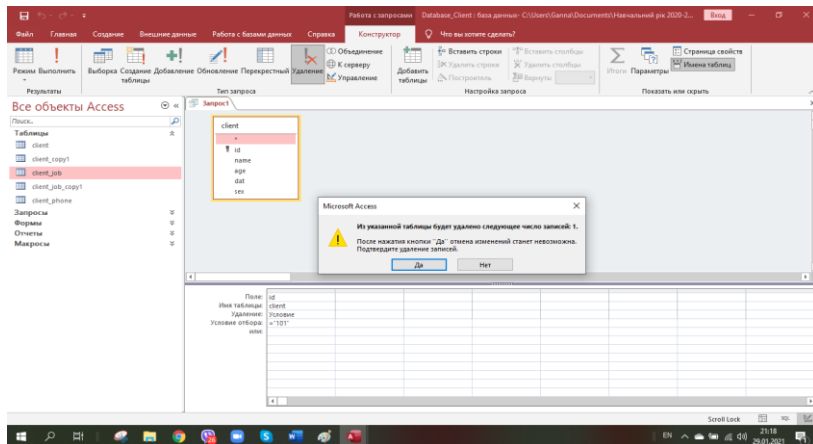 Работа с запросами
Database_Client : база данных- C:\Users\Ganna\Documents\Навчальний рік 2020-2...
Вход
Файл Главная Создание Внешние данные Работа с базами данных Справка Конструктор Что вы хотите сделать?
Режим Выполнить
Выборка Создание таблицы Добавление Обновление Перекрестный Удаление
Объединение
К серверу
Управление
Добавить таблицы
Вставить строки
Удалить строки
Построитель
Вставить столбцы
Удалить столбцы
Вернуть:
Итоги Параметры
Страница свойств
Имена таблиц
Результаты
Тип запроса
Настройка запроса
Показать или скрыть
Все объекты Access
Поиск..
Таблицы
client
client_copy1
client_job
client_job_copy1
client_phone
Запросы
Формы
Отчеты
Макросы
Запрос1
client
*
id
name
age
dat
sex
Microsoft Access
Из указанной таблицы будет удалено следующее число записей: 1.
После нажатия кнопки "Да" отмена изменений станет невозможна.
Подтвердите удаление записей.
Да
Нет
Поле: id
Имя таблицы: client
Удаление: Условие
Условие отбора: ="101"
или:
Scroll Lock
SQL
EN
21:18
29.01.2021